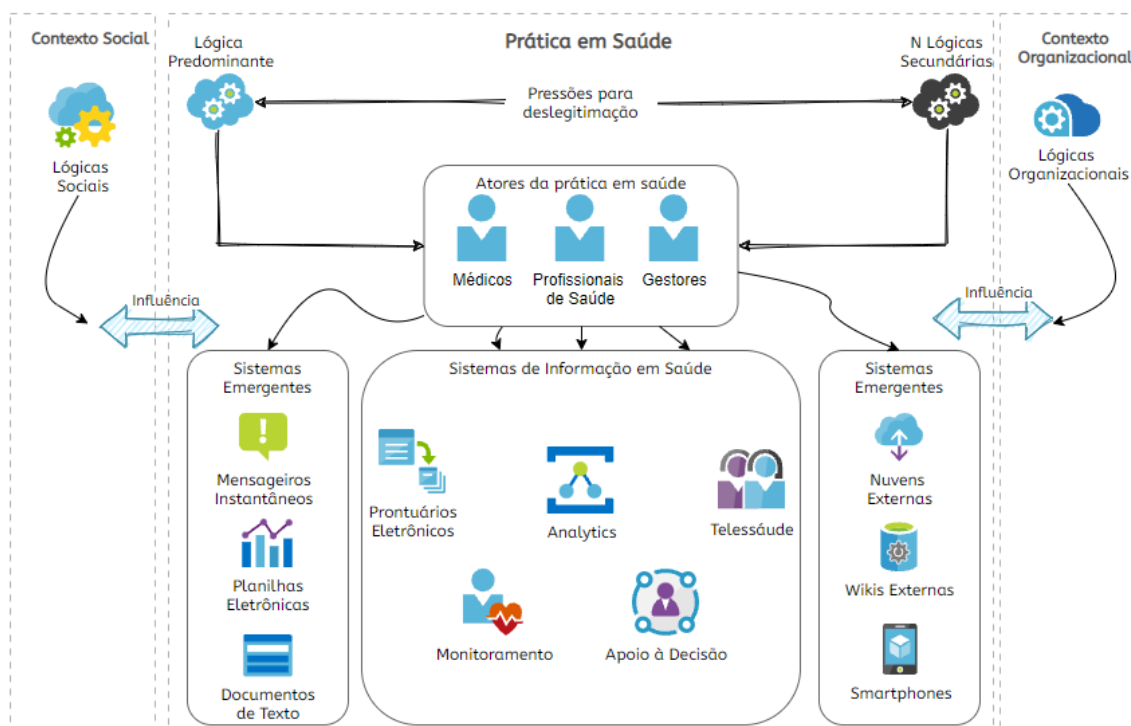 Contexto Social
Lógicas
Sociais
Prática em Saúde
Lógica
Predominante
N Lógicas
Secundárias
Pressões para
deslegitimação
Contexto
Organizacional
Lógicas
Organizacionais
Atores da prática em saúde
Médicos
Profissionais
de Saúde
Gestores
Influência
Influência
Sistemas
Emergentes
Mensageiros
Instantâneos
Planilhas
Eletrônicas
Documentos
de Texto
Sistemas de Informação em Saúde
Prontuários
Eletrônicos
Analytics
Telessáude
Monitoramento
Apoio à Decisão
Sistemas
Emergentes
Nuvens
Externas
Wikis Externas
Smartphones